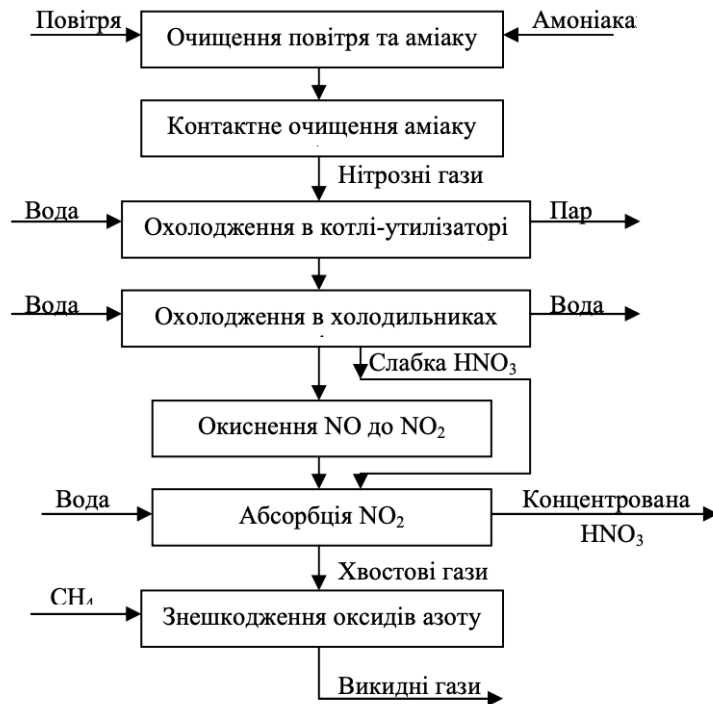 Повітря
Амоніака
Очищення повітря та аміаку
Контактне очищення аміаку
Нітрозні гази
Вода
Пар
Охолодження в котлі-утилізаторі
Вода
Вода
Охолодження в холодильниках
Слабка HNO₃
Окиснення NO до NO₂
Вода
Концентрована
Абсорбція NO₂
HNO₃
Хвостові гази
CH₄
Знешкодження оксидів азоту
Викидні гази